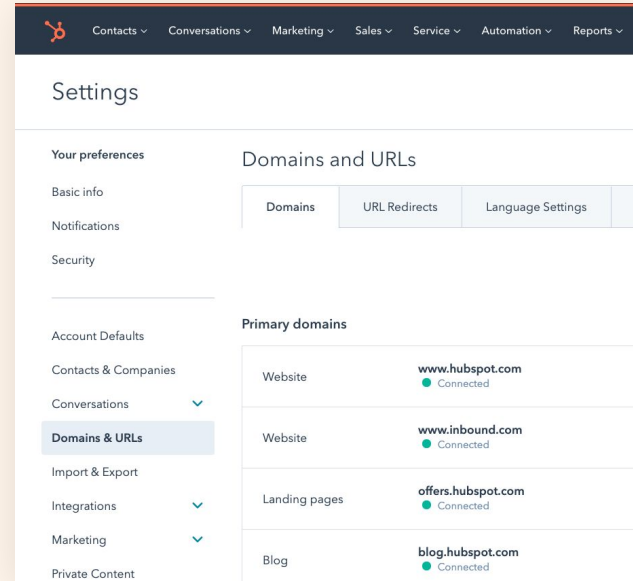 Contacts Conversations Marketing Sales Service Automation Reports
Settings
Your preferences
Basic info
Notifications
Security
Account Defaults
Contacts & Companies
Conversations
Domains & URLs
Import & Export
Integrations
Marketing
Private Content
Domains and URLs
Domains URL Redirects Language Settings
Primary domains
Website www.hubspot.com
Connected
Website www.inbound.com
Connected
Landing pages offers.hubspot.com
Connected
Blog blog.hubspot.com
Connected